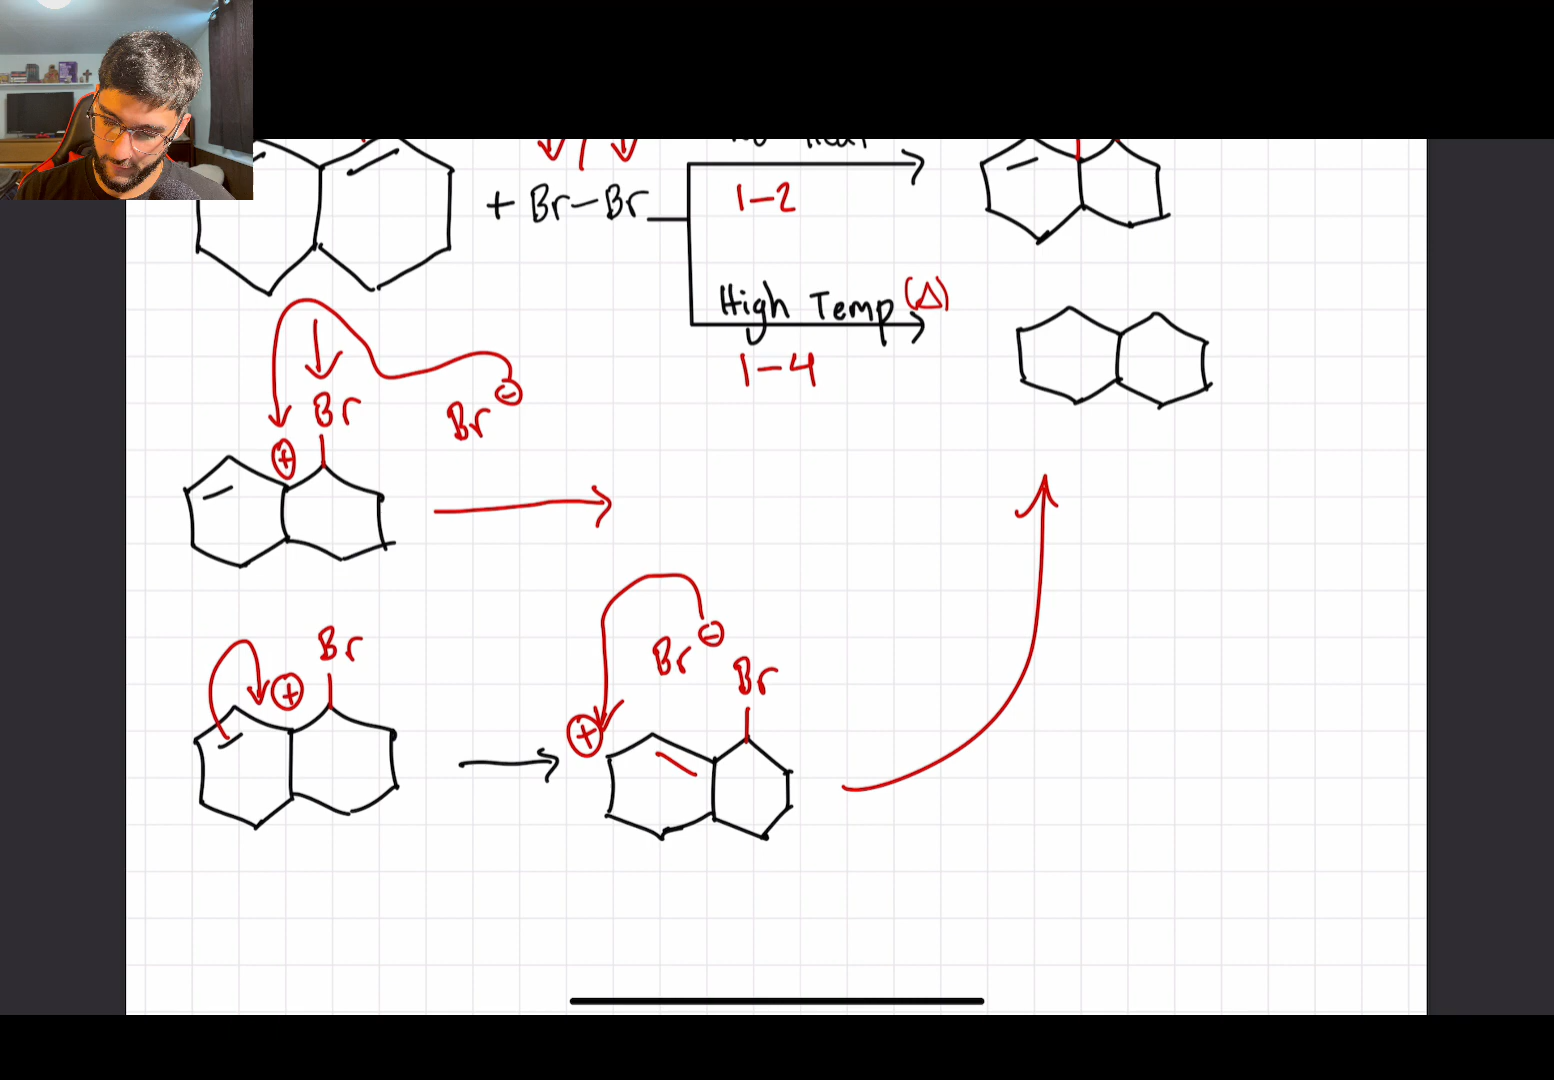 + Br-Br
1-2
High Temp (Δ)
1-4
Br
Br ⊖
⊕
Br
⊕
Br ⊖
Br
⊕